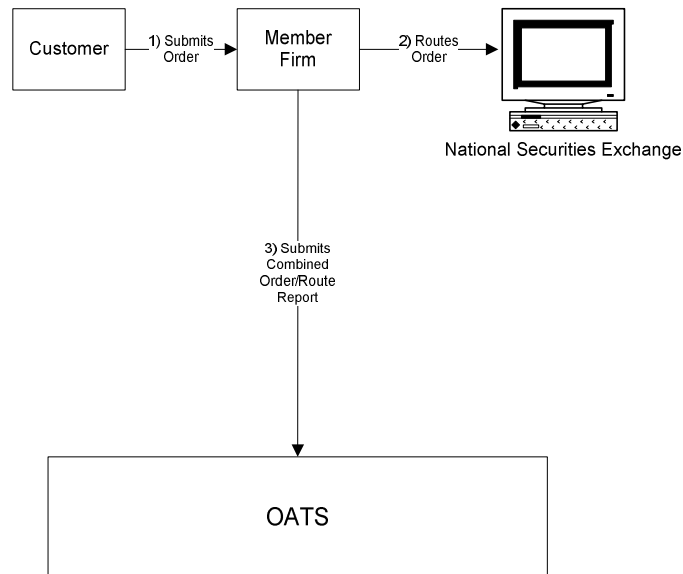 Customer
1) Submits
Order
Member
Firm
2) Routes
Order
National Securities Exchange
3) Submits
Combined
Order/Route
Report
OATS